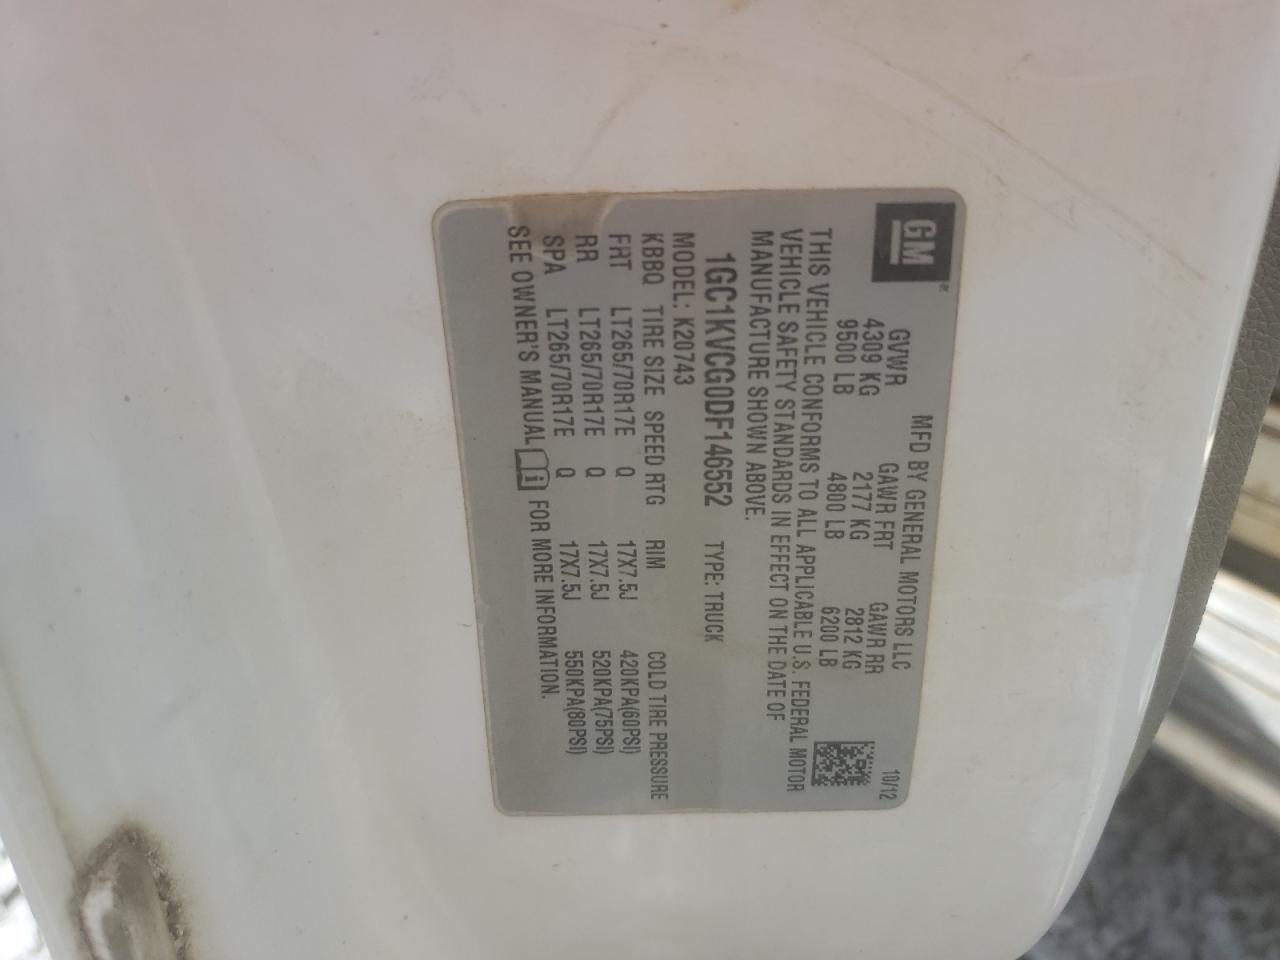 GM
MFD BY GENERAL MOTORS LLC 10/12
GVWR GAWR FRT GAWR RR
4309 KG 2177 KG 2812 KG
9500 LB 4800 LB 6200 LB
THIS VEHICLE CONFORMS TO ALL APPLICABLE U.S. FEDERAL MOTOR
VEHICLE SAFETY STANDARDS IN EFFECT ON THE DATE OF
MANUFACTURE SHOWN ABOVE.
1GC1KVCG0DF146552 TYPE: TRUCK
MODEL: K20743
KBBQ TIRE SIZE SPEED RTG RIM COLD TIRE PRESSURE
FRT LT265/70R17E Q 17X7.5J 420KPA(60PSI)
RR LT265/70R17E Q 17X7.5J 520KPA(75PSI)
SPA LT265/70R17E Q 17X7.5J 550KPA(80PSI)
SEE OWNER'S MANUAL i FOR MORE INFORMATION.